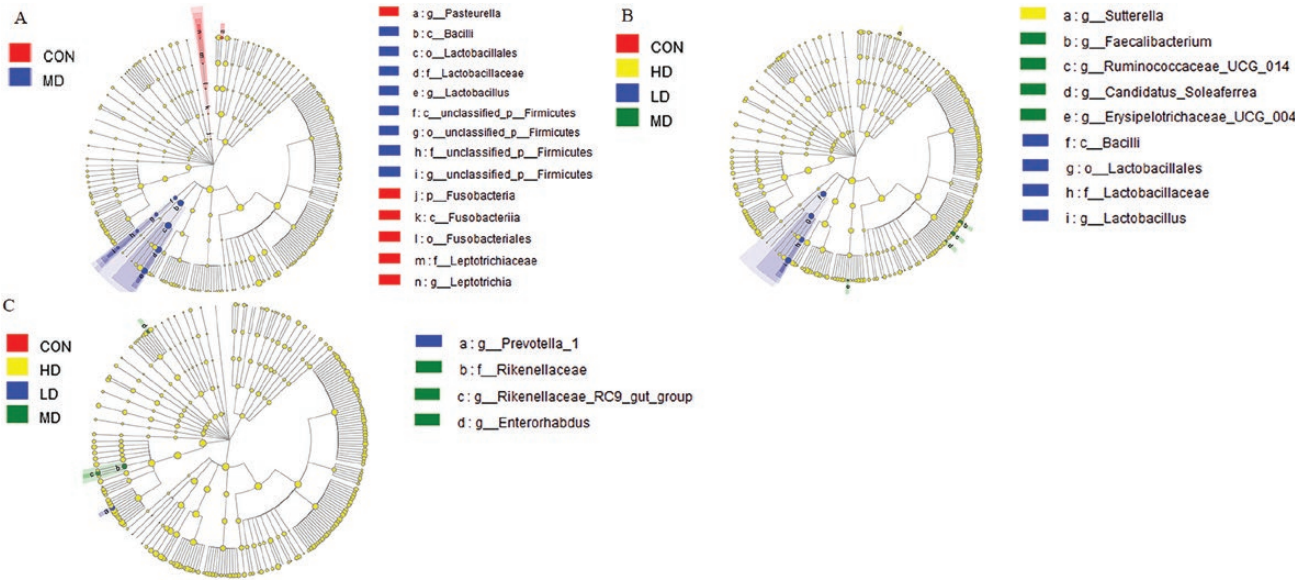 A
CON
MD
a : g__Pasteurella
b : c__Bacilli
c : o__Lactobacillales
d : f__Lactobacillaceae
e : g__Lactobacillus
f : c__unclassified_p__Firmicutes
g : o__unclassified_p__Firmicutes
h : f__unclassified_p__Firmicutes
i : g__unclassified_p__Firmicutes
j : p__Fusobacteria
k : c__Fusobacteriia
l : o__Fusobacteriales
m : f__Leptotrichiaceae
n : g__Leptotrichia
B
CON
HD
LD
MD
a : g__Sutterella
b : g__Faecalibacterium
c : g__Ruminococcaceae_UCG_014
d : g__Candidatus_Soleaferrea
e : g__Erysipelotrichaceae_UCG_004
f : c__Bacilli
g : o__Lactobacillales
h : f__Lactobacillaceae
i : g__Lactobacillus
C
CON
HD
LD
MD
a : g__Prevotella_1
b : f__Rikenellaceae
c : g__Rikenellaceae_RC9_gut_group
d : g__Enterorhabdus